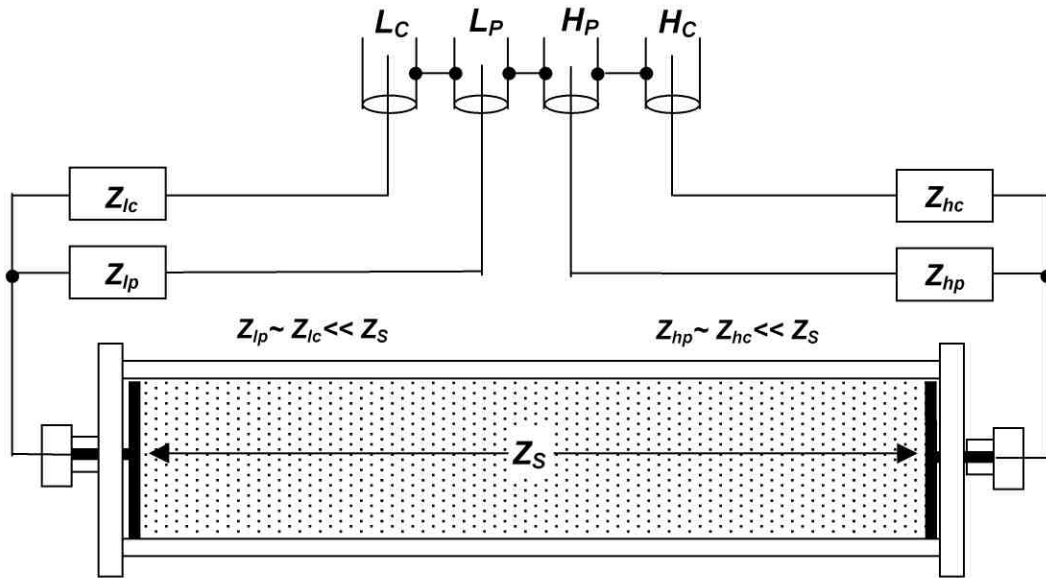 L_C L_P H_P H_C
Z_lc Z_hc
Z_lp Z_hp
Z_lp ~ Z_lc << Z_S Z_hp ~ Z_hc << Z_S
Z_S